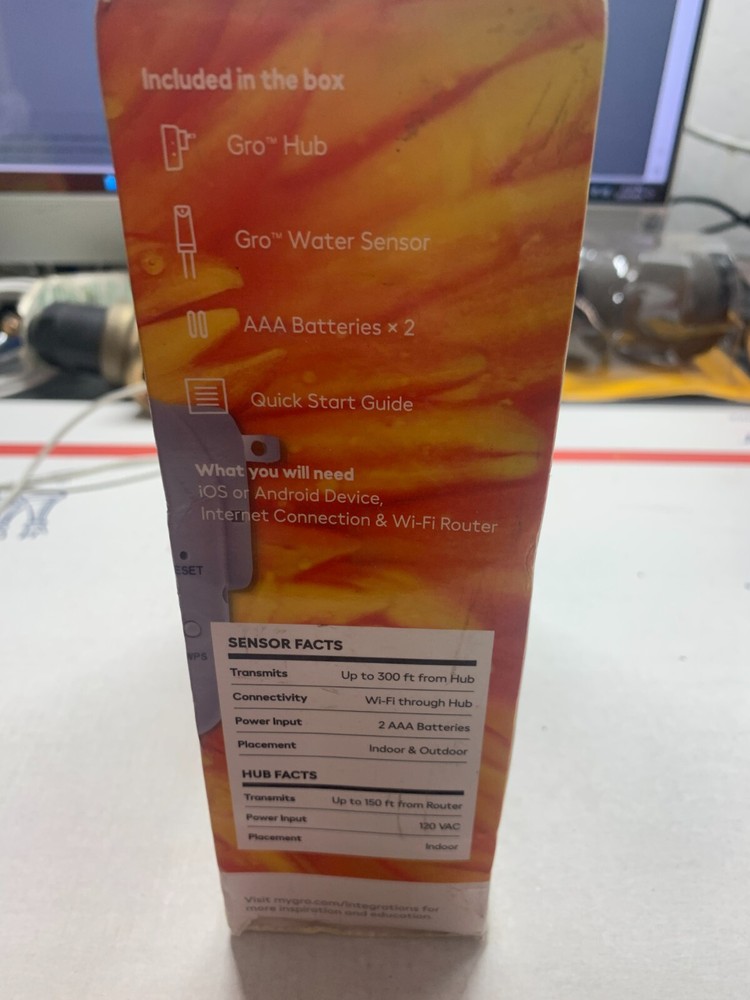 Included in the box
Gro™ Hub
Gro™ Water Sensor
AAA Batteries × 2
Quick Start Guide
What you will need
iOS or Android Device,
Internet Connection & Wi-Fi Router
ESET
WPS
SENSOR FACTS
Transmits Up to 300 ft from Hub
Connectivity Wi-Fi through Hub
Power Input 2 AAA Batteries
Placement Indoor & Outdoor
HUB FACTS
Transmits Up to 150 ft from Router
Power Input 120 VAC
Placement Indoor
Visit mygro.com/integrations for
more inspiration and education.